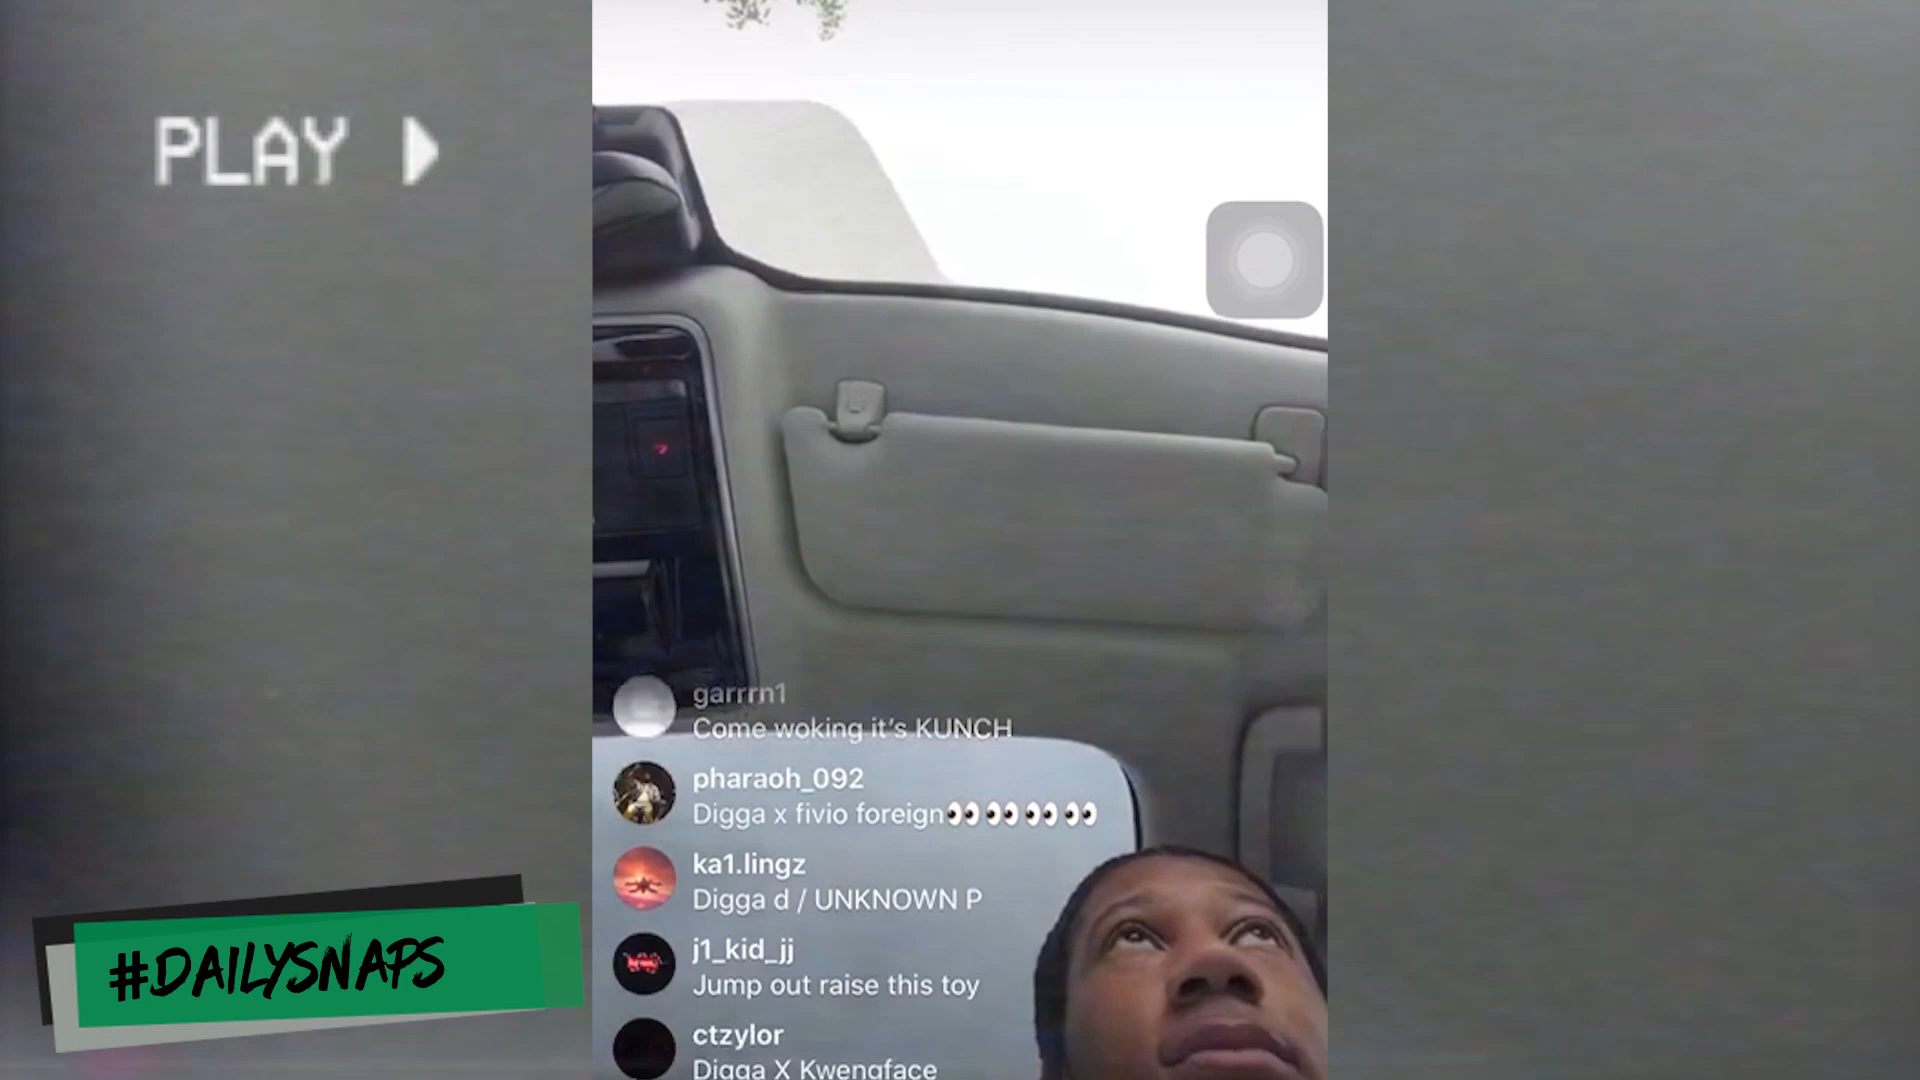 PLAY
garrrn1
Come woking it's KUNCH
pharaoh_092
Digga x fivio foreign👀👀👀👀
ka1.lingz
Digga d / UNKNOWN P
j1_kid_jj
Jump out raise this toy
ctzylor
Digga X Kwengface
#DAILYSNAPS